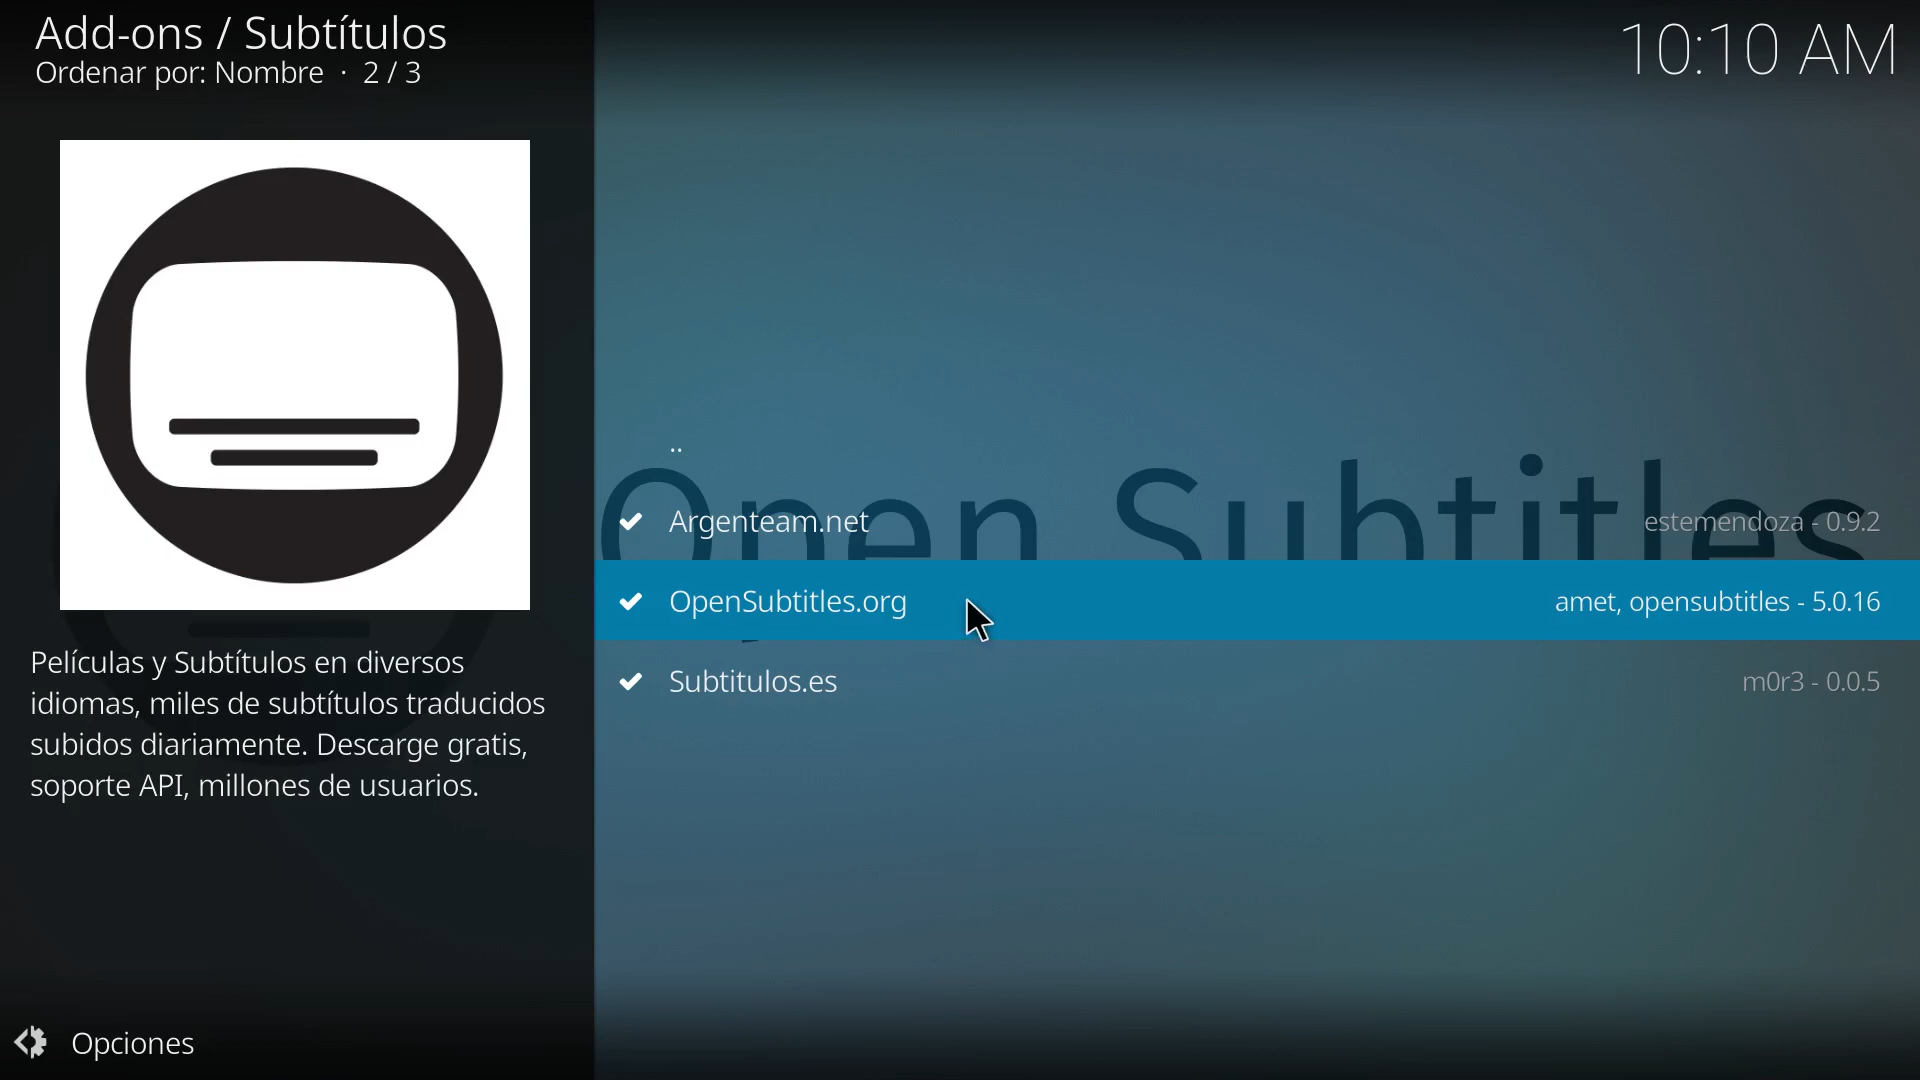 Add-ons / Subtítulos
Ordenar por: Nombre · 2 / 3
10:10 AM
..
Open Subtitles
Argenteam.net estemendoza - 0.9.2
OpenSubtitles.org amet, opensubtitles - 5.0.16
Subtitulos.es m0r3 - 0.0.5
Películas y Subtítulos en diversos
idiomas, miles de subtítulos traducidos
subidos diariamente. Descarge gratis,
soporte API, millones de usuarios.
Opciones